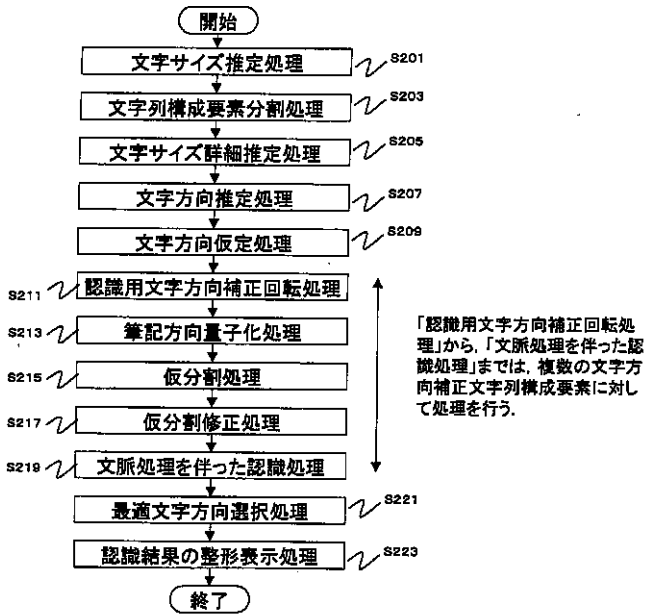 開始
文字サイズ推定処理 S201
文字列構成要素分割処理 S203
文字サイズ詳細推定処理 S205
文字方向推定処理 S207
文字方向仮定処理 S209
S211 認識用文字方向補正回転処理
S213 筆記方向量子化処理
S215 仮分割処理
S217 仮分割修正処理
S219 文脈処理を伴った認識処理
「認識用文字方向補正回転処
理」から，「文脈処理を伴った認
識処理」までは，複数の文字方
向補正文字列構成要素に対し
て処理を行う．
最適文字方向選択処理 S221
認識結果の整形表示処理 S223
終了